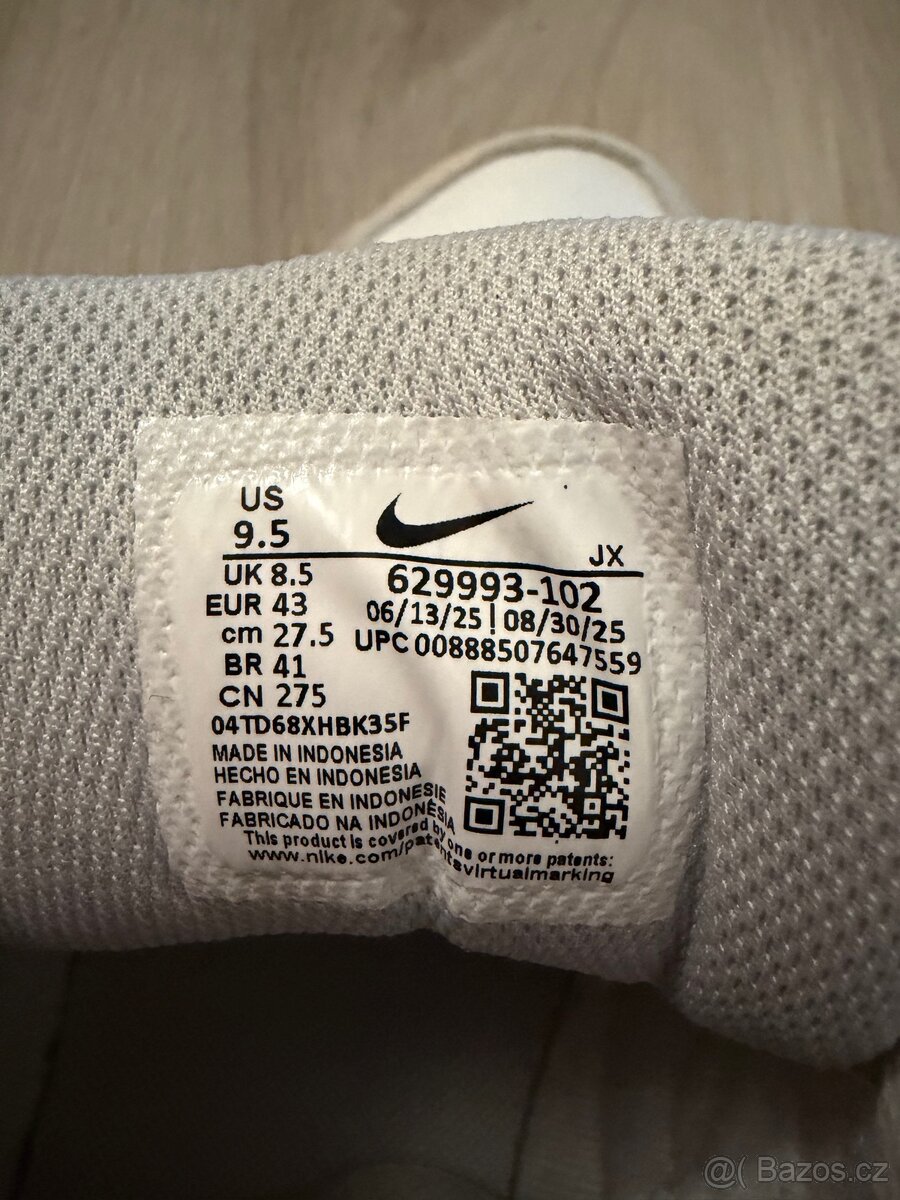 US
9.5
JX
UK 8.5
EUR 43
cm 27.5
BR 41
CN 275
629993-102
06/13/25 | 08/30/25
UPC 00888507647559
04TD68XHBK35F
MADE IN INDONESIA
HECHO EN INDONESIA
FABRIQUE EN INDONESIE
FABRICADO NA INDONÉSIA
This product is covered by one or more patents:
www.nike.com/patents virtualmarking
@( Bazos.cz